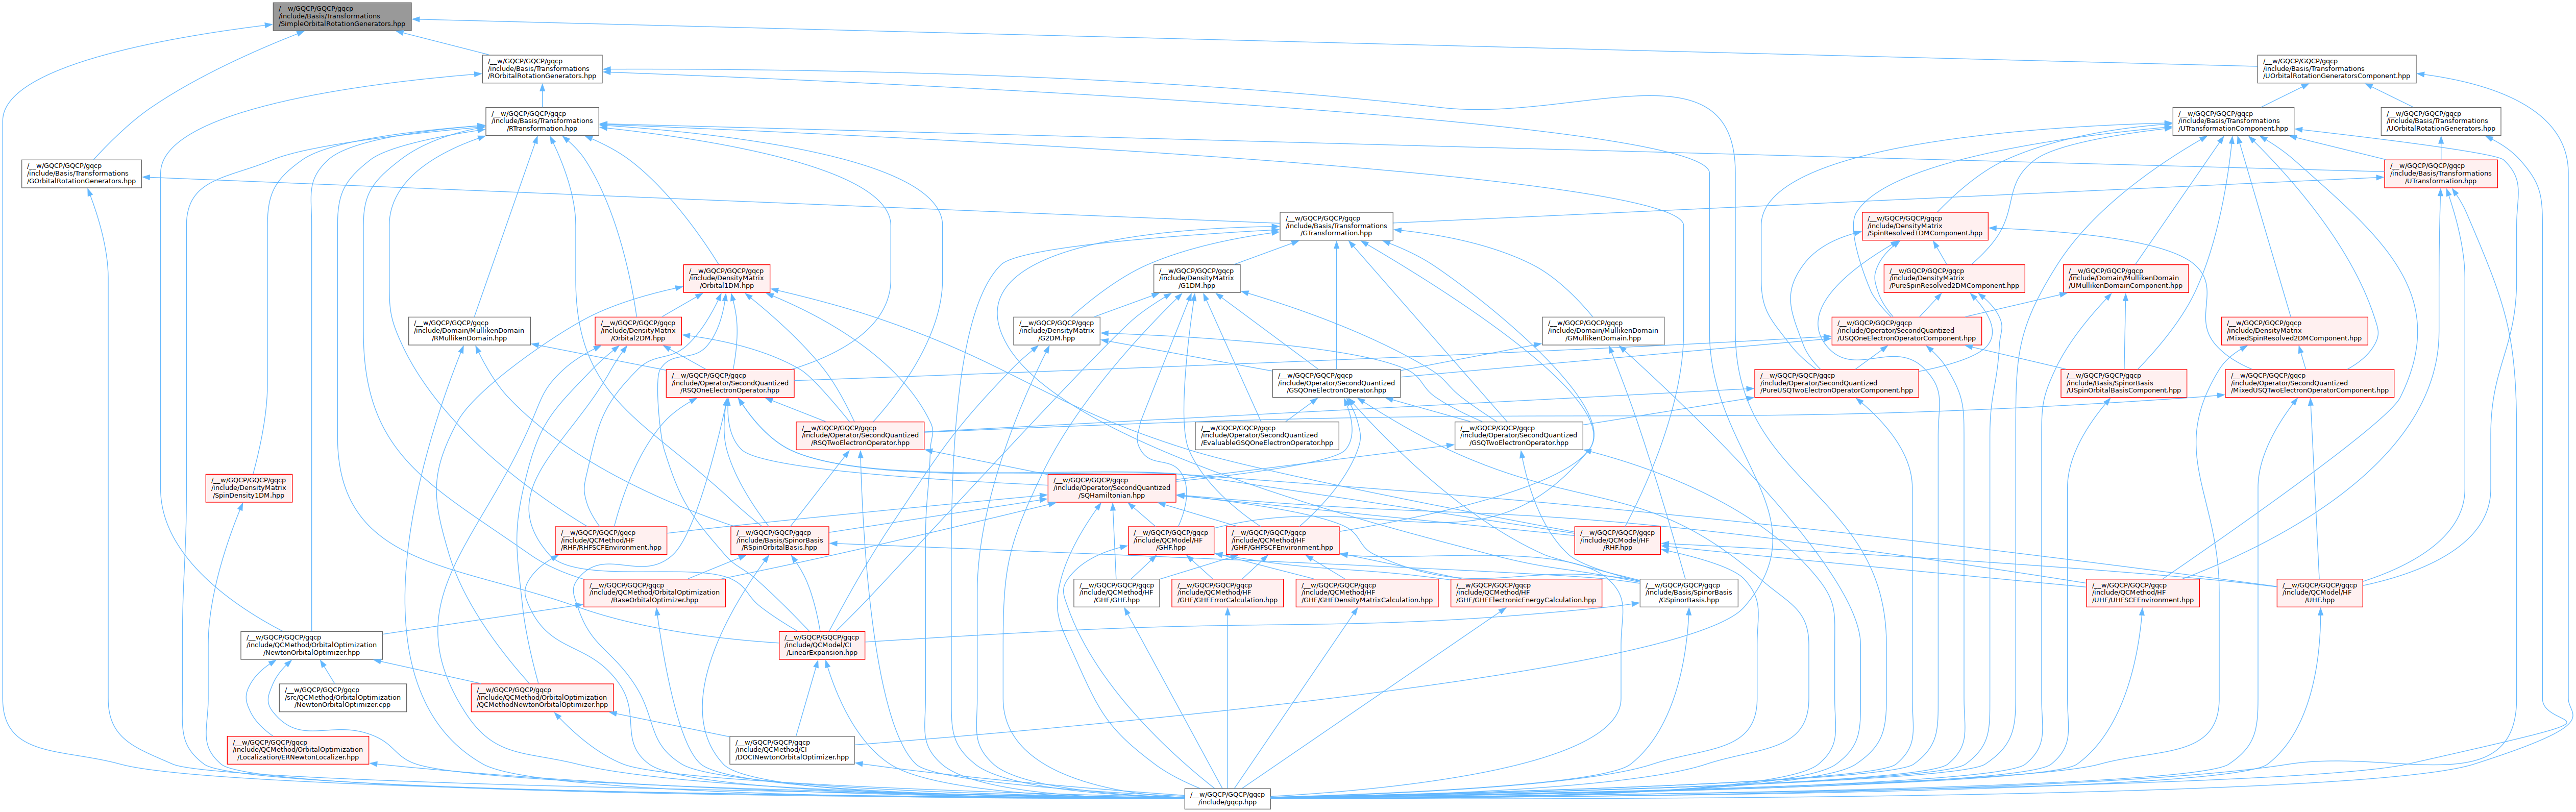 /__w/GQCP/GQCP/gqcp
/include/Basis/Transformations
/SimpleOrbitalRotationGenerators.hpp
/__w/GQCP/GQCP/gqcp
/include/Basis/Transformations
/ROrbitalRotationGenerators.hpp
/__w/GQCP/GQCP/gqcp
/include/Basis/Transformations
/UOrbitalRotationGeneratorsComponent.hpp
/__w/GQCP/GQCP/gqcp
/include/Basis/Transformations
/RTransformation.hpp
/__w/GQCP/GQCP/gqcp
/include/Basis/Transformations
/UTransformationComponent.hpp
/__w/GQCP/GQCP/gqcp
/include/Basis/Transformations
/UOrbitalRotationGenerators.hpp
/__w/GQCP/GQCP/gqcp
/include/Basis/Transformations
/GOrbitalRotationGenerators.hpp
/__w/GQCP/GQCP/gqcp
/include/Basis/Transformations
/UTransformation.hpp
/__w/GQCP/GQCP/gqcp
/include/Basis/Transformations
/GTransformation.hpp
/__w/GQCP/GQCP/gqcp
/include/DensityMatrix
/SpinResolved1DMComponent.hpp
/__w/GQCP/GQCP/gqcp
/include/DensityMatrix
/Orbital1DM.hpp
/__w/GQCP/GQCP/gqcp
/include/DensityMatrix
/G1DM.hpp
/__w/GQCP/GQCP/gqcp
/include/DensityMatrix
/PureSpinResolved2DMComponent.hpp
/__w/GQCP/GQCP/gqcp
/include/Domain/MullikenDomain
/UMullikenDomainComponent.hpp
/__w/GQCP/GQCP/gqcp
/include/Domain/MullikenDomain
/RMullikenDomain.hpp
/__w/GQCP/GQCP/gqcp
/include/DensityMatrix
/Orbital2DM.hpp
/__w/GQCP/GQCP/gqcp
/include/DensityMatrix
/G2DM.hpp
/__w/GQCP/GQCP/gqcp
/include/Domain/MullikenDomain
/GMullikenDomain.hpp
/__w/GQCP/GQCP/gqcp
/include/Operator/SecondQuantized
/USQOneElectronOperatorComponent.hpp
/__w/GQCP/GQCP/gqcp
/include/DensityMatrix
/MixedSpinResolved2DMComponent.hpp
/__w/GQCP/GQCP/gqcp
/include/Operator/SecondQuantized
/RSQOneElectronOperator.hpp
/__w/GQCP/GQCP/gqcp
/include/Operator/SecondQuantized
/GSQOneElectronOperator.hpp
/__w/GQCP/GQCP/gqcp
/include/Operator/SecondQuantized
/PureUSQTwoElectronOperatorComponent.hpp
/__w/GQCP/GQCP/gqcp
/include/Basis/SpinorBasis
/USpinOrbitalBasisComponent.hpp
/__w/GQCP/GQCP/gqcp
/include/Operator/SecondQuantized
/MixedUSQTwoElectronOperatorComponent.hpp
/__w/GQCP/GQCP/gqcp
/include/Operator/SecondQuantized
/RSQTwoElectronOperator.hpp
/__w/GQCP/GQCP/gqcp
/include/Operator/SecondQuantized
/EvaluableGSQOneElectronOperator.hpp
/__w/GQCP/GQCP/gqcp
/include/Operator/SecondQuantized
/GSQTwoElectronOperator.hpp
/__w/GQCP/GQCP/gqcp
/include/DensityMatrix
/SpinDensity1DM.hpp
/__w/GQCP/GQCP/gqcp
/include/Operator/SecondQuantized
/SQHamiltonian.hpp
/__w/GQCP/GQCP/gqcp
/include/QCMethod/HF
/RHF/RHFSCFEnvironment.hpp
/__w/GQCP/GQCP/gqcp
/include/Basis/SpinorBasis
/RSpinOrbitalBasis.hpp
/__w/GQCP/GQCP/gqcp
/include/QCModel/HF
/GHF.hpp
/__w/GQCP/GQCP/gqcp
/include/QCMethod/HF
/GHF/GHFSCFEnvironment.hpp
/__w/GQCP/GQCP/gqcp
/include/QCModel/HF
/RHF.hpp
/__w/GQCP/GQCP/gqcp
/include/QCMethod/OrbitalOptimization
/BaseOrbitalOptimizer.hpp
/__w/GQCP/GQCP/gqcp
/include/QCMethod/HF
/GHF/GHF.hpp
/__w/GQCP/GQCP/gqcp
/include/QCMethod/HF
/GHF/GHFErrorCalculation.hpp
/__w/GQCP/GQCP/gqcp
/include/QCMethod/HF
/GHF/GHFDensityMatrixCalculation.hpp
/__w/GQCP/GQCP/gqcp
/include/QCMethod/HF
/GHF/GHFElectronicEnergyCalculation.hpp
/__w/GQCP/GQCP/gqcp
/include/Basis/SpinorBasis
/GSpinorBasis.hpp
/__w/GQCP/GQCP/gqcp
/include/QCMethod/HF
/UHF/UHFSCFEnvironment.hpp
/__w/GQCP/GQCP/gqcp
/include/QCModel/HF
/UHF.hpp
/__w/GQCP/GQCP/gqcp
/include/QCMethod/OrbitalOptimization
/NewtonOrbitalOptimizer.hpp
/__w/GQCP/GQCP/gqcp
/include/QCModel/CI
/LinearExpansion.hpp
/__w/GQCP/GQCP/gqcp
/src/QCMethod/OrbitalOptimization
/NewtonOrbitalOptimizer.cpp
/__w/GQCP/GQCP/gqcp
/include/QCMethod/OrbitalOptimization
/QCMethodNewtonOrbitalOptimizer.hpp
/__w/GQCP/GQCP/gqcp
/include/QCMethod/OrbitalOptimization
/Localization/ERNewtonLocalizer.hpp
/__w/GQCP/GQCP/gqcp
/include/QCMethod/CI
/DOCINewtonOrbitalOptimizer.hpp
/__w/GQCP/GQCP/gqcp
/include/gqcp.hpp